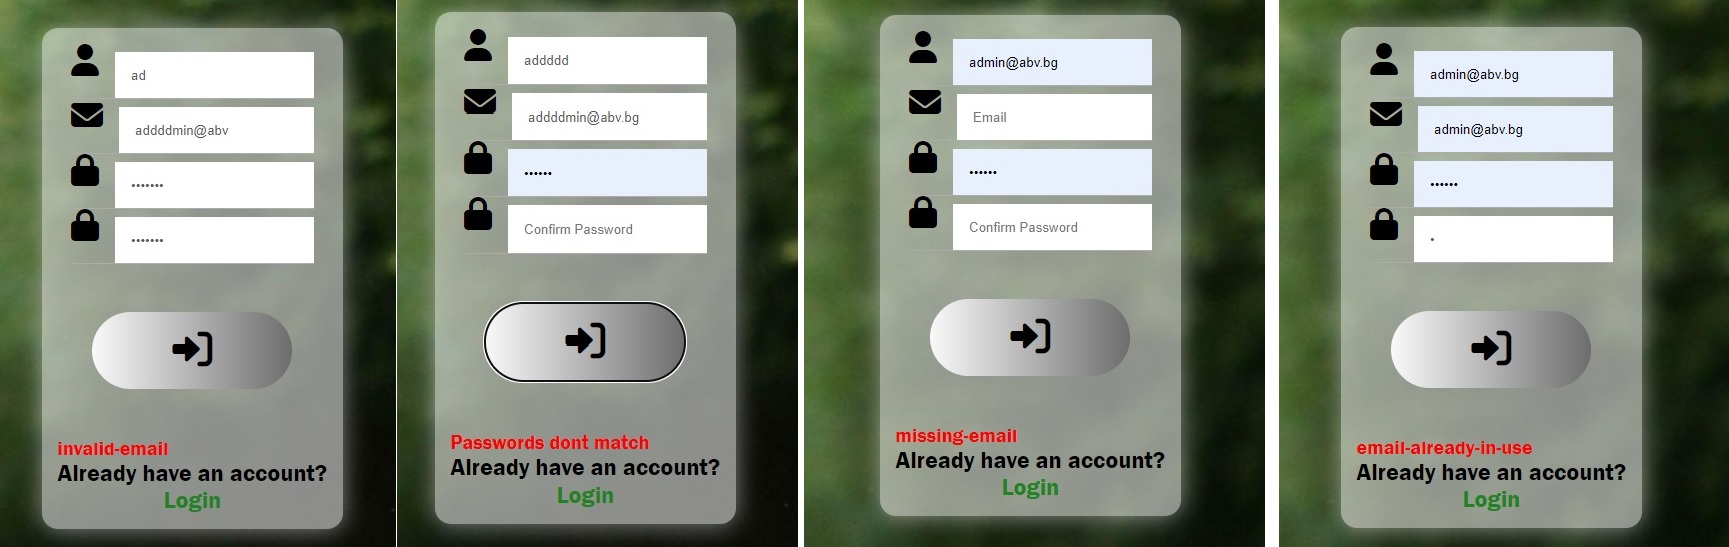 ad
addddmin@abv
•••••••
•••••••
invalid-email
Already have an account?
Login
addddd
addddmin@abv.bg
••••••
Confirm Password
Passwords dont match
Already have an account?
Login
admin@abv.bg
Email
••••••
Confirm Password
missing-email
Already have an account?
Login
admin@abv.bg
admin@abv.bg
••••••
•
email-already-in-use
Already have an account?
Login